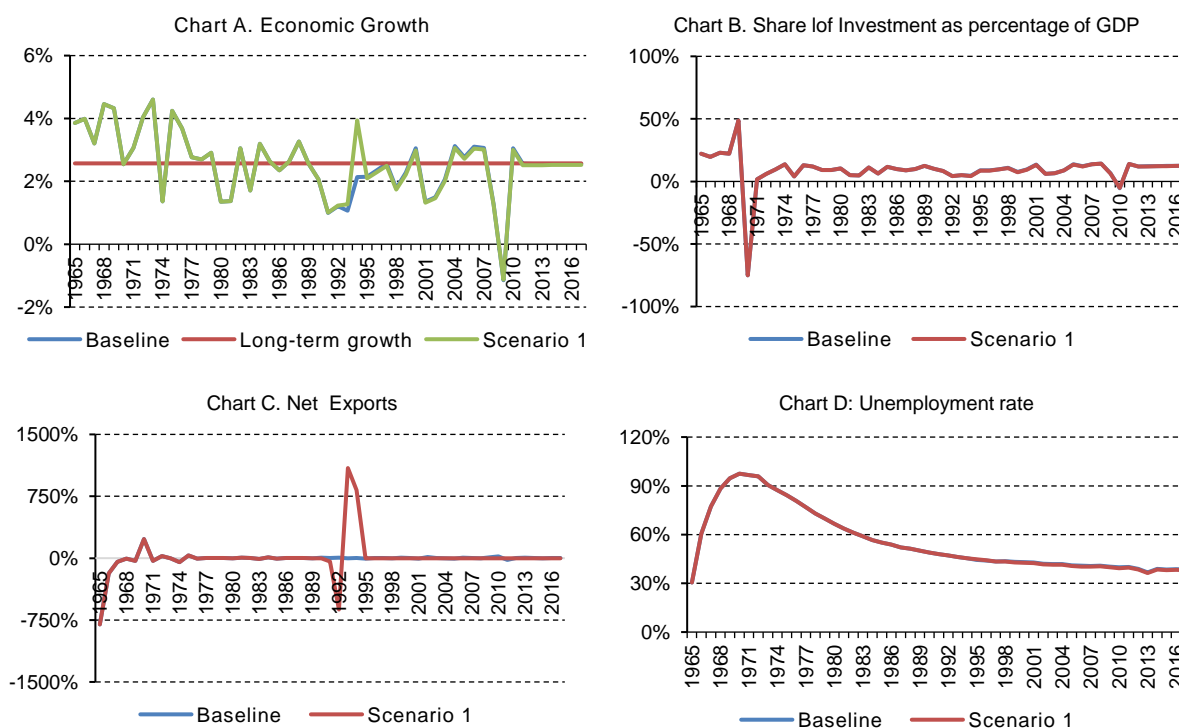 Chart A. Economic Growth
6%
4%
2%
0%
-2%
1965 1968 1971 1974 1977 1980 1983 1986 1989 1992 1995 1998 2001 2004 2007 2010 2013 2016
Baseline Long-term growth Scenario 1
Chart B. Share lof Investment as percentage of GDP
100%
50%
0%
-50%
-100%
1965 1968 1971 1974 1977 1980 1983 1986 1989 1992 1995 1998 2001 2004 2007 2010 2013 2016
Baseline Scenario 1
Chart C. Net Exports
1500%
750%
0%
-750%
-1500%
1965 1968 1971 1974 1977 1980 1983 1986 1989 1992 1995 1998 2001 2004 2007 2010 2013 2016
Baseline Scenario 1
Chart D: Unemployment rate
120%
90%
60%
30%
0%
1965 1968 1971 1974 1977 1980 1983 1986 1989 1992 1995 1998 2001 2004 2007 2010 2013 2016
Baseline Scenario 1